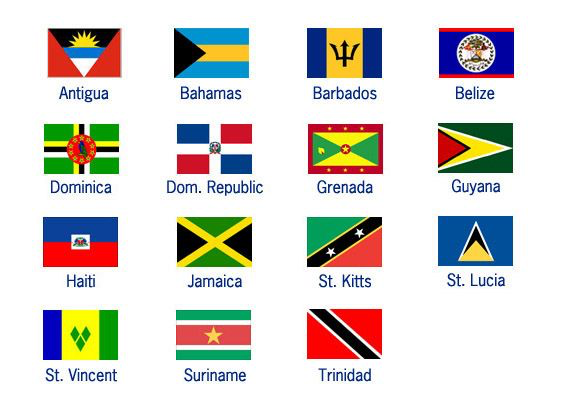 Antigua
Bahamas
Barbados
Belize
Dominica
Dom. Republic
Grenada
Guyana
Haiti
Jamaica
St. Kitts
St. Lucia
St. Vincent
Suriname
Trinidad